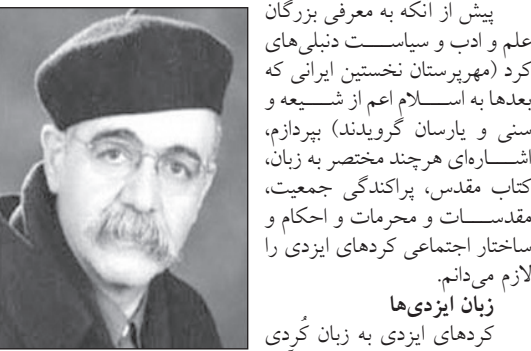 پیش از آنکه به معرفی بزرگان
علم و ادب و سیاست دنبلی‌های
کرد (مهرپرستان نخستین ایرانی که
بعدها به اسلام اعم از شیعه و
سنی و یارسان گرویدند) بپردازم،
اشاره‌ای هرچند مختصر به زبان،
کتاب مقدس، پراکندگی جمعیت،
مقدسات و محرمات و احکام و
ساختار اجتماعی کردهای ایزدی را
لازم می‌دانم.
زبان ایزدی‌ها
کردهای ایزدی به زبان کُردی